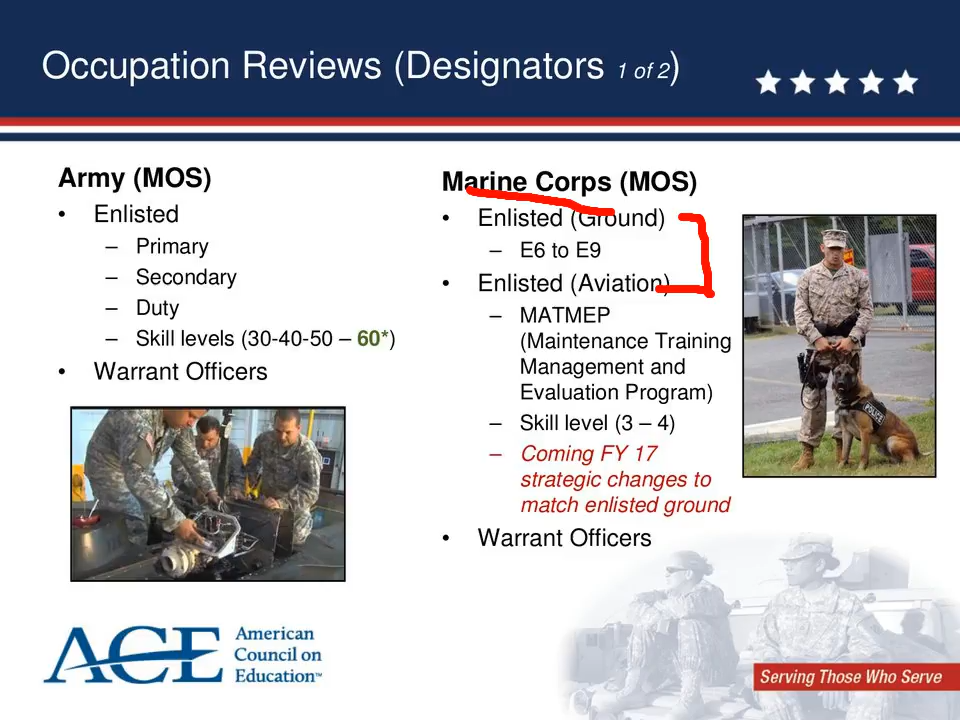 Occupation Reviews (Designators 1 of 2)
Army (MOS)
• Enlisted
– Primary
– Secondary
– Duty
– Skill levels (30-40-50 – 60*)
• Warrant Officers
Marine Corps (MOS)
• Enlisted (Ground)
– E6 to E9
• Enlisted (Aviation)
– MATMEP
(Maintenance Training
Management and
Evaluation Program)
– Skill level (3 – 4)
– Coming FY 17
strategic changes to
match enlisted ground
• Warrant Officers
POLICE
ACE
American
Council on
Education™
Serving Those Who Serve